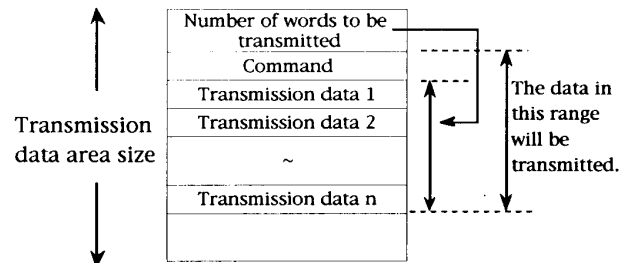 Number of words to be
transmitted
Command
Transmission data 1
Transmission data 2
~
Transmission data n
Transmission
data area size
The data in
this range
will be
transmitted.